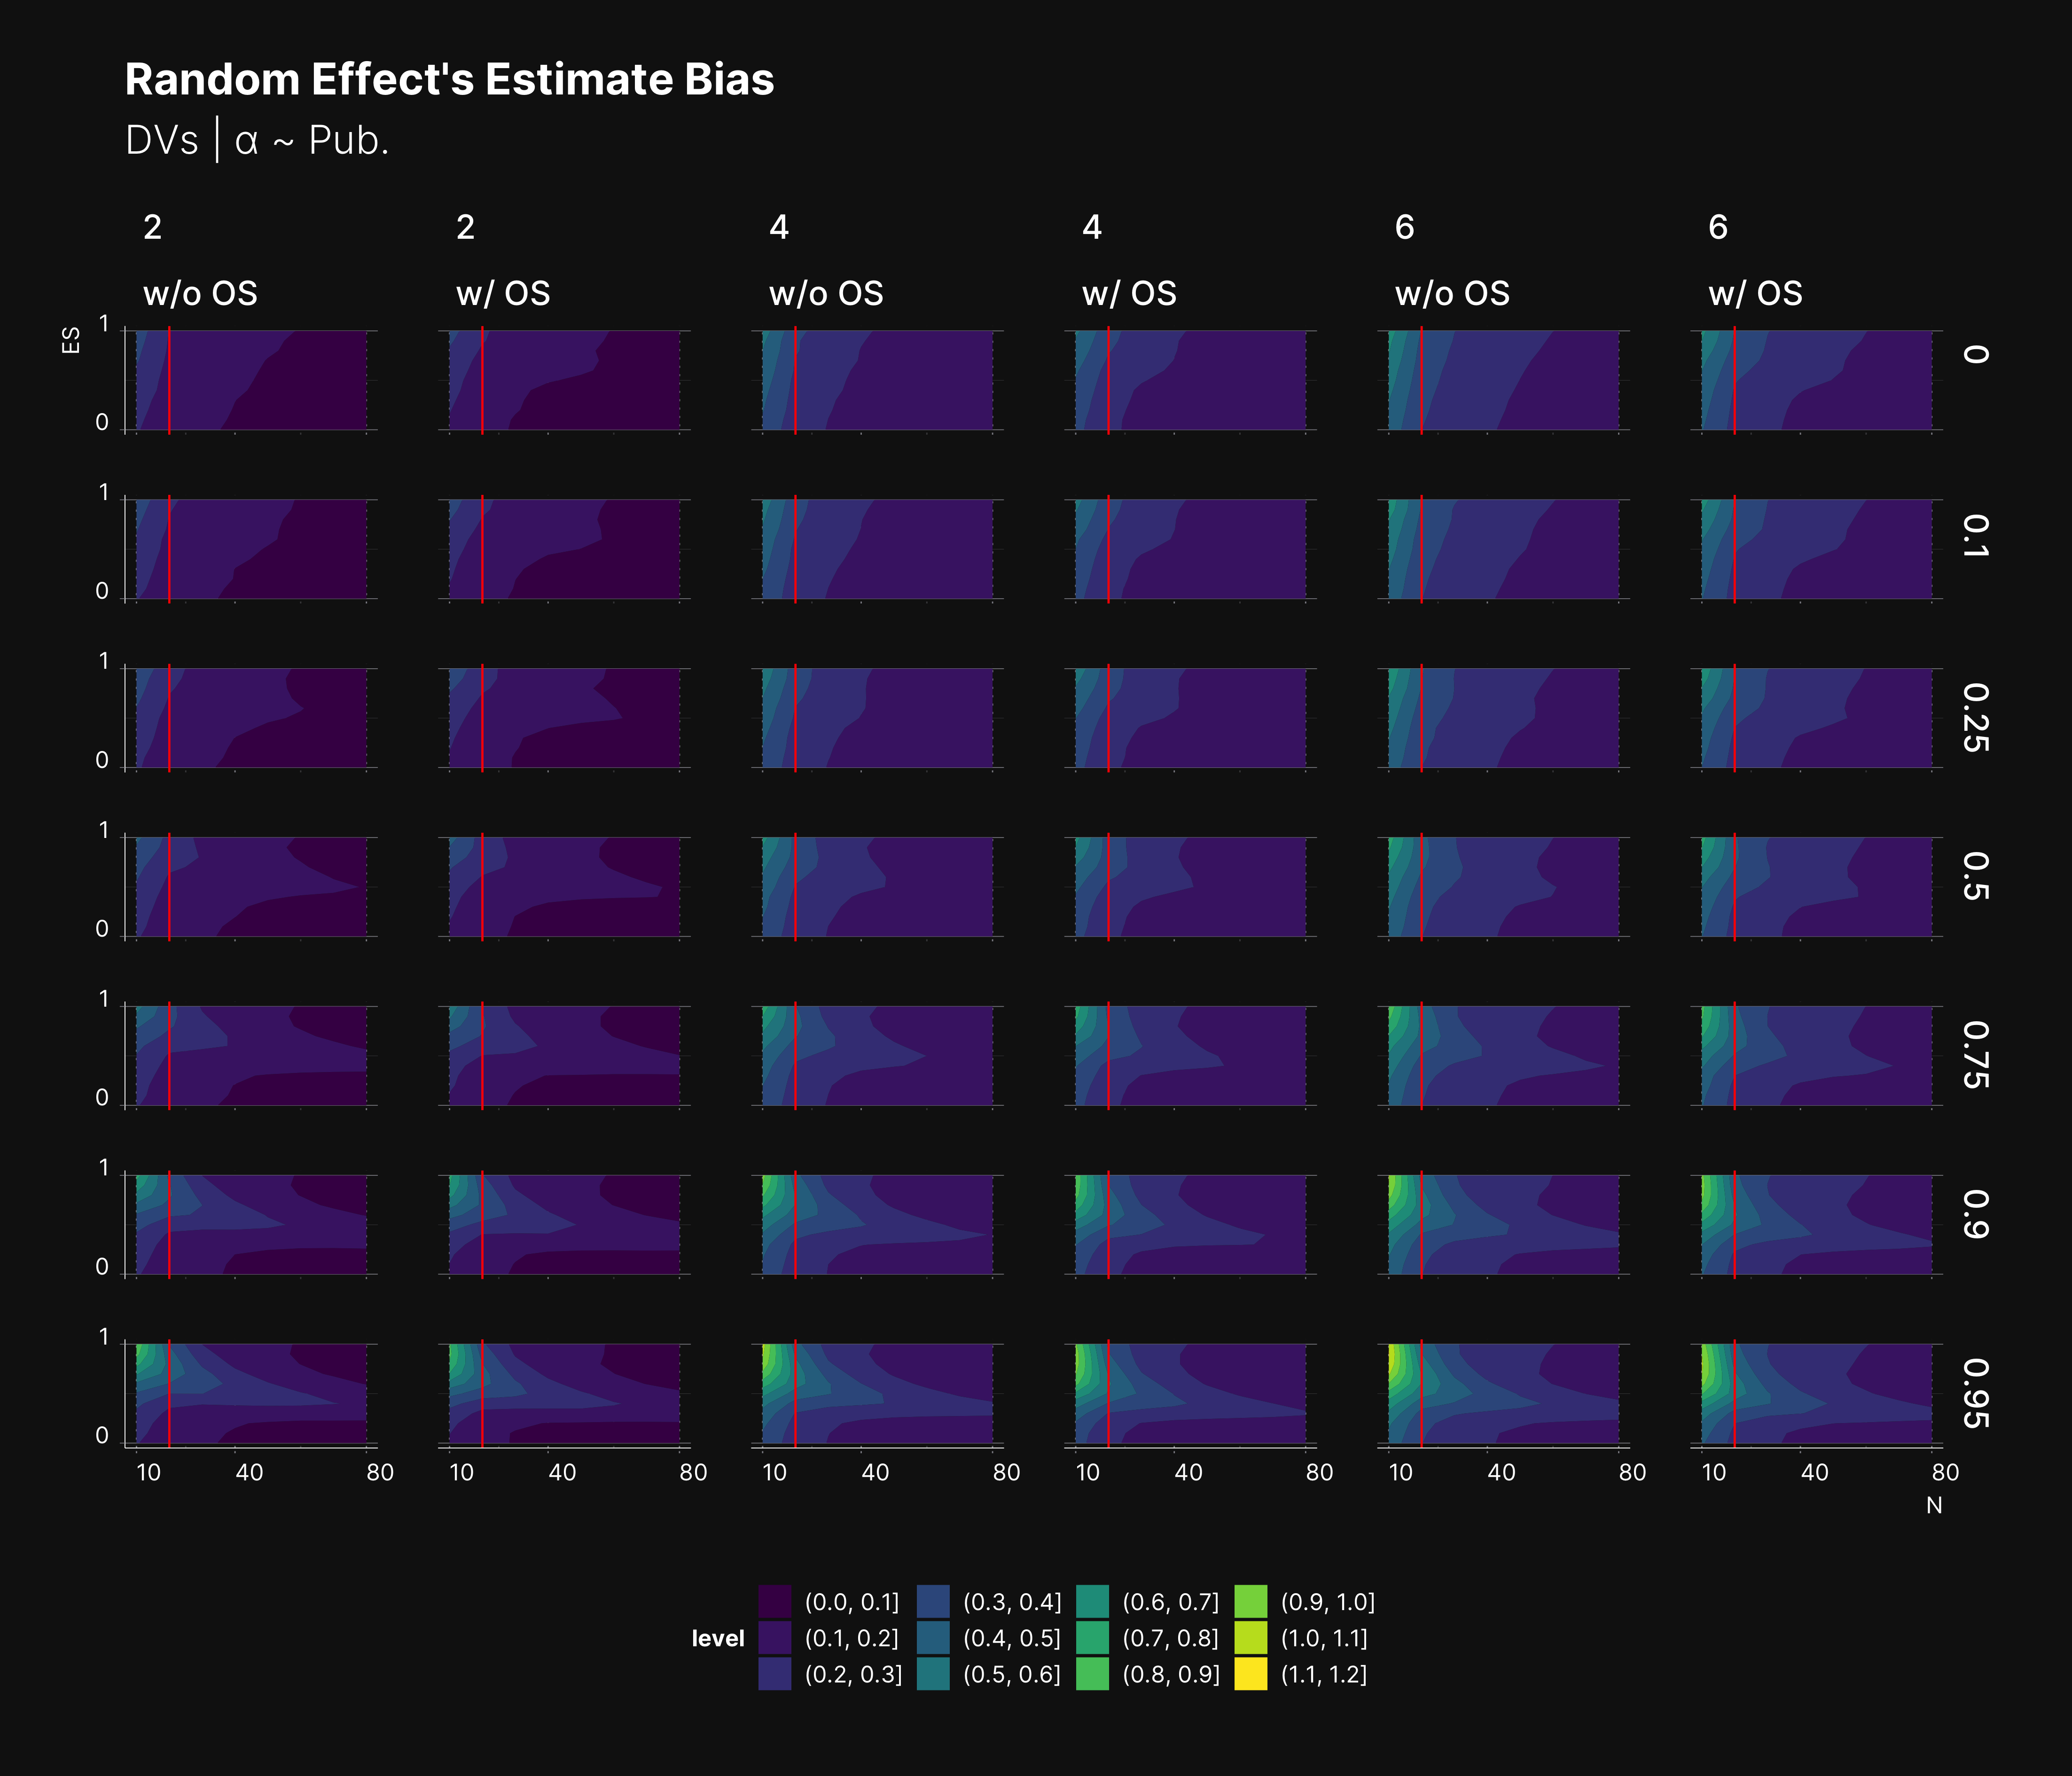 Random Effect's Estimate Bias
DVs | α ~ Pub.
2 2 4 4 6 6
w/o OS w/ OS w/o OS w/ OS w/o OS w/ OS
ES
1
0
0
1
0
0.1
1
0
0.25
1
0
0.5
1
0
0.75
1
0
0.9
1
0
0.95
10 40 80 10 40 80 10 40 80 10 40 80 10 40 80 10 40 80
N
(0.0, 0.1] (0.3, 0.4] (0.6, 0.7] (0.9, 1.0]
level (0.1, 0.2] (0.4, 0.5] (0.7, 0.8] (1.0, 1.1]
(0.2, 0.3] (0.5, 0.6] (0.8, 0.9] (1.1, 1.2]